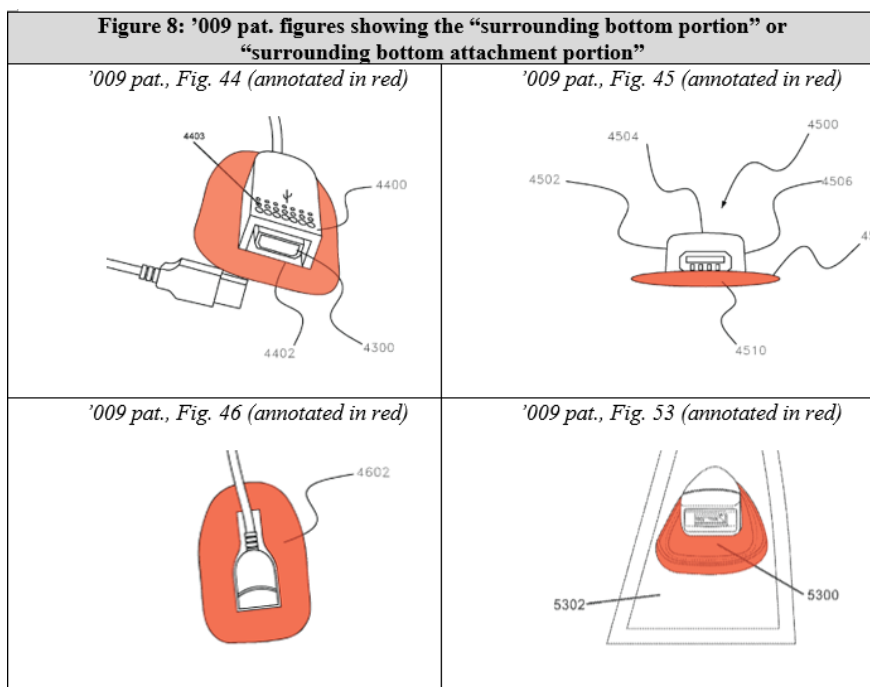 Figure 8: ’009 pat. figures showing the “surrounding bottom portion” or
“surrounding bottom attachment portion”
’009 pat., Fig. 44 (annotated in red)
’009 pat., Fig. 45 (annotated in red)
4403
4400
4402
4300
4504
4500
4502
4506
4510
’009 pat., Fig. 46 (annotated in red)
’009 pat., Fig. 53 (annotated in red)
4602
5302
5300